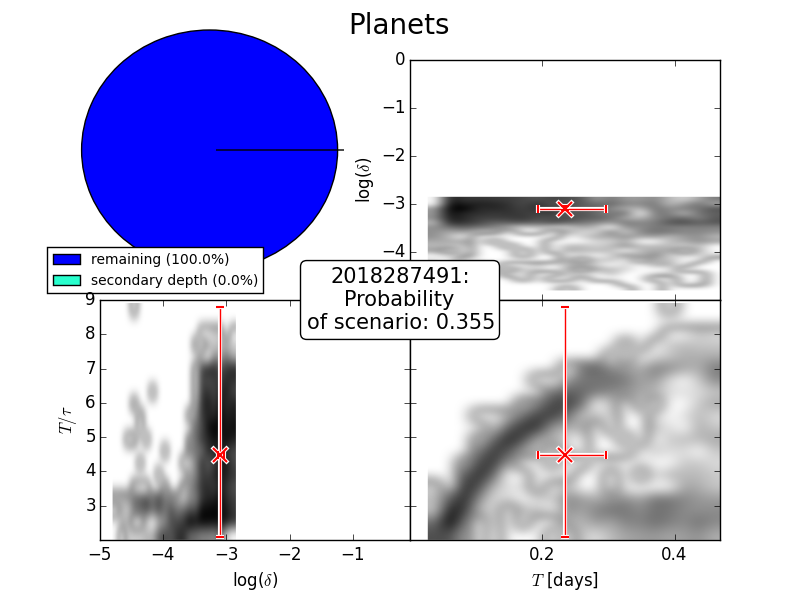 Planets
remaining (100.0%)
secondary depth (0.0%)
0
−1
−2
−3
−4
log(δ)
2018287491:
Probability
of scenario: 0.355
9
8
7
6
5
4
3
T/τ
−5
−4
−3
−2
−1
log(δ)
0.2
0.4
T [days]